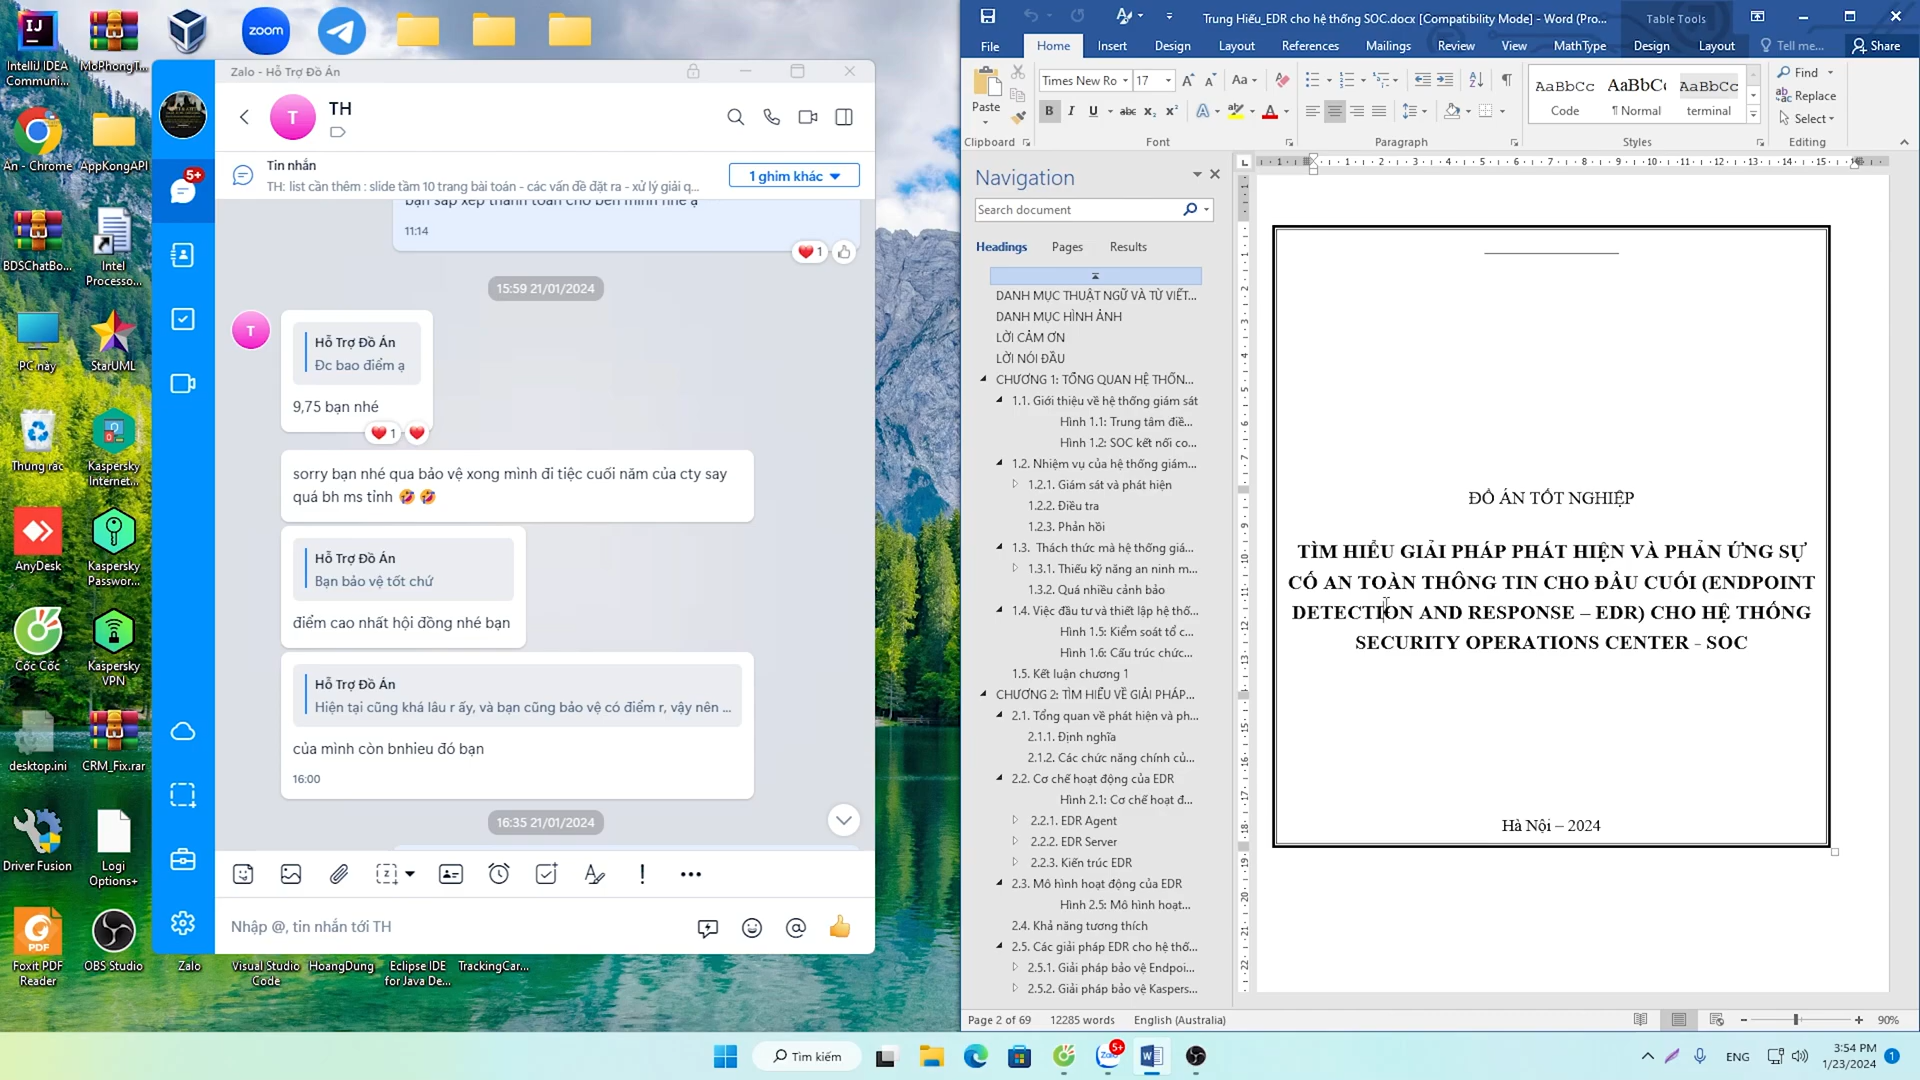 IntelliJ IDEA
Communi...
MoPhongT...
zoom
An - Chrome
AppKongAPI
BDSChatBo...
Intel
Processo...
PC này
StarUML
Thùng rác
Kaspersky
Internet...
AnyDesk
Kaspersky
Passwor...
Cốc Cốc
Kaspersky
VPN
desktop.ini
CRM_Fix.rar
Driver Fusion
Logi
Options+
Foxit PDF
Reader
OBS Studio
Zalo
Visual Studio
Code
HoangDung
Eclipse IDE
for Java De...
TrackingCar...
Zalo - Hỗ Trợ Đồ Án
5+
T
TH
Tin nhắn
TH: list cần thêm : slide tầm 10 trang bài toán - các vấn đề đặt ra - xử lý giải q...
1 ghim khác
bạn sắp xếp thanh toán cho bên mình nhé ạ
11:14
1
15:59 21/01/2024
T
Hỗ Trợ Đồ Án
Đc bao điểm ạ
9,75 bạn nhé
1
sorry bạn nhé qua bảo vệ xong mình đi tiệc cuối năm của cty say
quá bh ms tỉnh
Hỗ Trợ Đồ Án
Bạn bảo vệ tốt chứ
điểm cao nhất hội đồng nhé bạn
Hỗ Trợ Đồ Án
Hiện tại cũng khá lâu r ấy, và bạn cũng bảo vệ có điểm r, vậy nên ...
của mình còn bnhieu đó bạn
16:00
16:35 21/01/2024
Nhập @, tin nhắn tới TH
Trung Hiếu_EDR cho hệ thống SOC.docx [Compatibility Mode] - Word (Pro...
Table Tools
File Home Insert Design Layout References Mailings Review View MathType Design Layout Tell me... Share
Paste
Clipboard
Times New Ro 17
Aa
B I U abc x₂ x²
Font
Paragraph
AaBbCc AaBbCc AaBbCc
Code ¶ Normal terminal
Styles
Find
Replace
Select
Editing
Navigation
Search document
Headings Pages Results
DANH MỤC THUẬT NGỮ VÀ TỪ VIẾT...
DANH MỤC HÌNH ẢNH
LỜI CẢM ƠN
LỜI NÓI ĐẦU
CHƯƠNG 1: TỔNG QUAN HỆ THỐN...
1.1. Giới thiệu về hệ thống giám sát
Hình 1.1: Trung tâm điề...
Hình 1.2: SOC kết nối co...
1.2. Nhiệm vụ của hệ thống giám...
1.2.1. Giám sát và phát hiện
1.2.2. Điều tra
1.2.3. Phản hồi
1.3. Thách thức mà hệ thống giá...
1.3.1. Thiếu kỹ năng an ninh m...
1.3.2. Quá nhiều cảnh báo
1.4. Việc đầu tư và thiết lập hệ thố...
Hình 1.5: Kiểm soát tổ c...
Hình 1.6: Cấu trúc chức...
1.5. Kết luận chương 1
CHƯƠNG 2: TÌM HIỂU VỀ GIẢI PHÁP...
2.1. Tổng quan về phát hiện và ph...
2.1.1. Định nghĩa
2.1.2. Các chức năng chính củ...
2.2. Cơ chế hoạt động của EDR
Hình 2.1: Cơ chế hoạt đ...
2.2.1. EDR Agent
2.2.2. EDR Server
2.2.3. Kiến trúc EDR
2.3. Mô hình hoạt động của EDR
Hình 2.5: Mô hình hoạt...
2.4. Khả năng tương thích
2.5. Các giải pháp EDR cho hệ thố...
2.5.1. Giải pháp bảo vệ Endpoi...
2.5.2. Giải pháp bảo vệ Kaspers...
ĐỒ ÁN TỐT NGHIỆP
TÌM HIỂU GIẢI PHÁP PHÁT HIỆN VÀ PHẢN ỨNG SỰ
CỐ AN TOÀN THÔNG TIN CHO ĐẦU CUỐI (ENDPOINT
DETECTION AND RESPONSE – EDR) CHO HỆ THỐNG
SECURITY OPERATIONS CENTER - SOC
Hà Nội – 2024
Page 2 of 69 12285 words English (Australia)
90%
Tìm kiếm
Zalo
5+
ENG
3:54 PM
1/23/2024
1